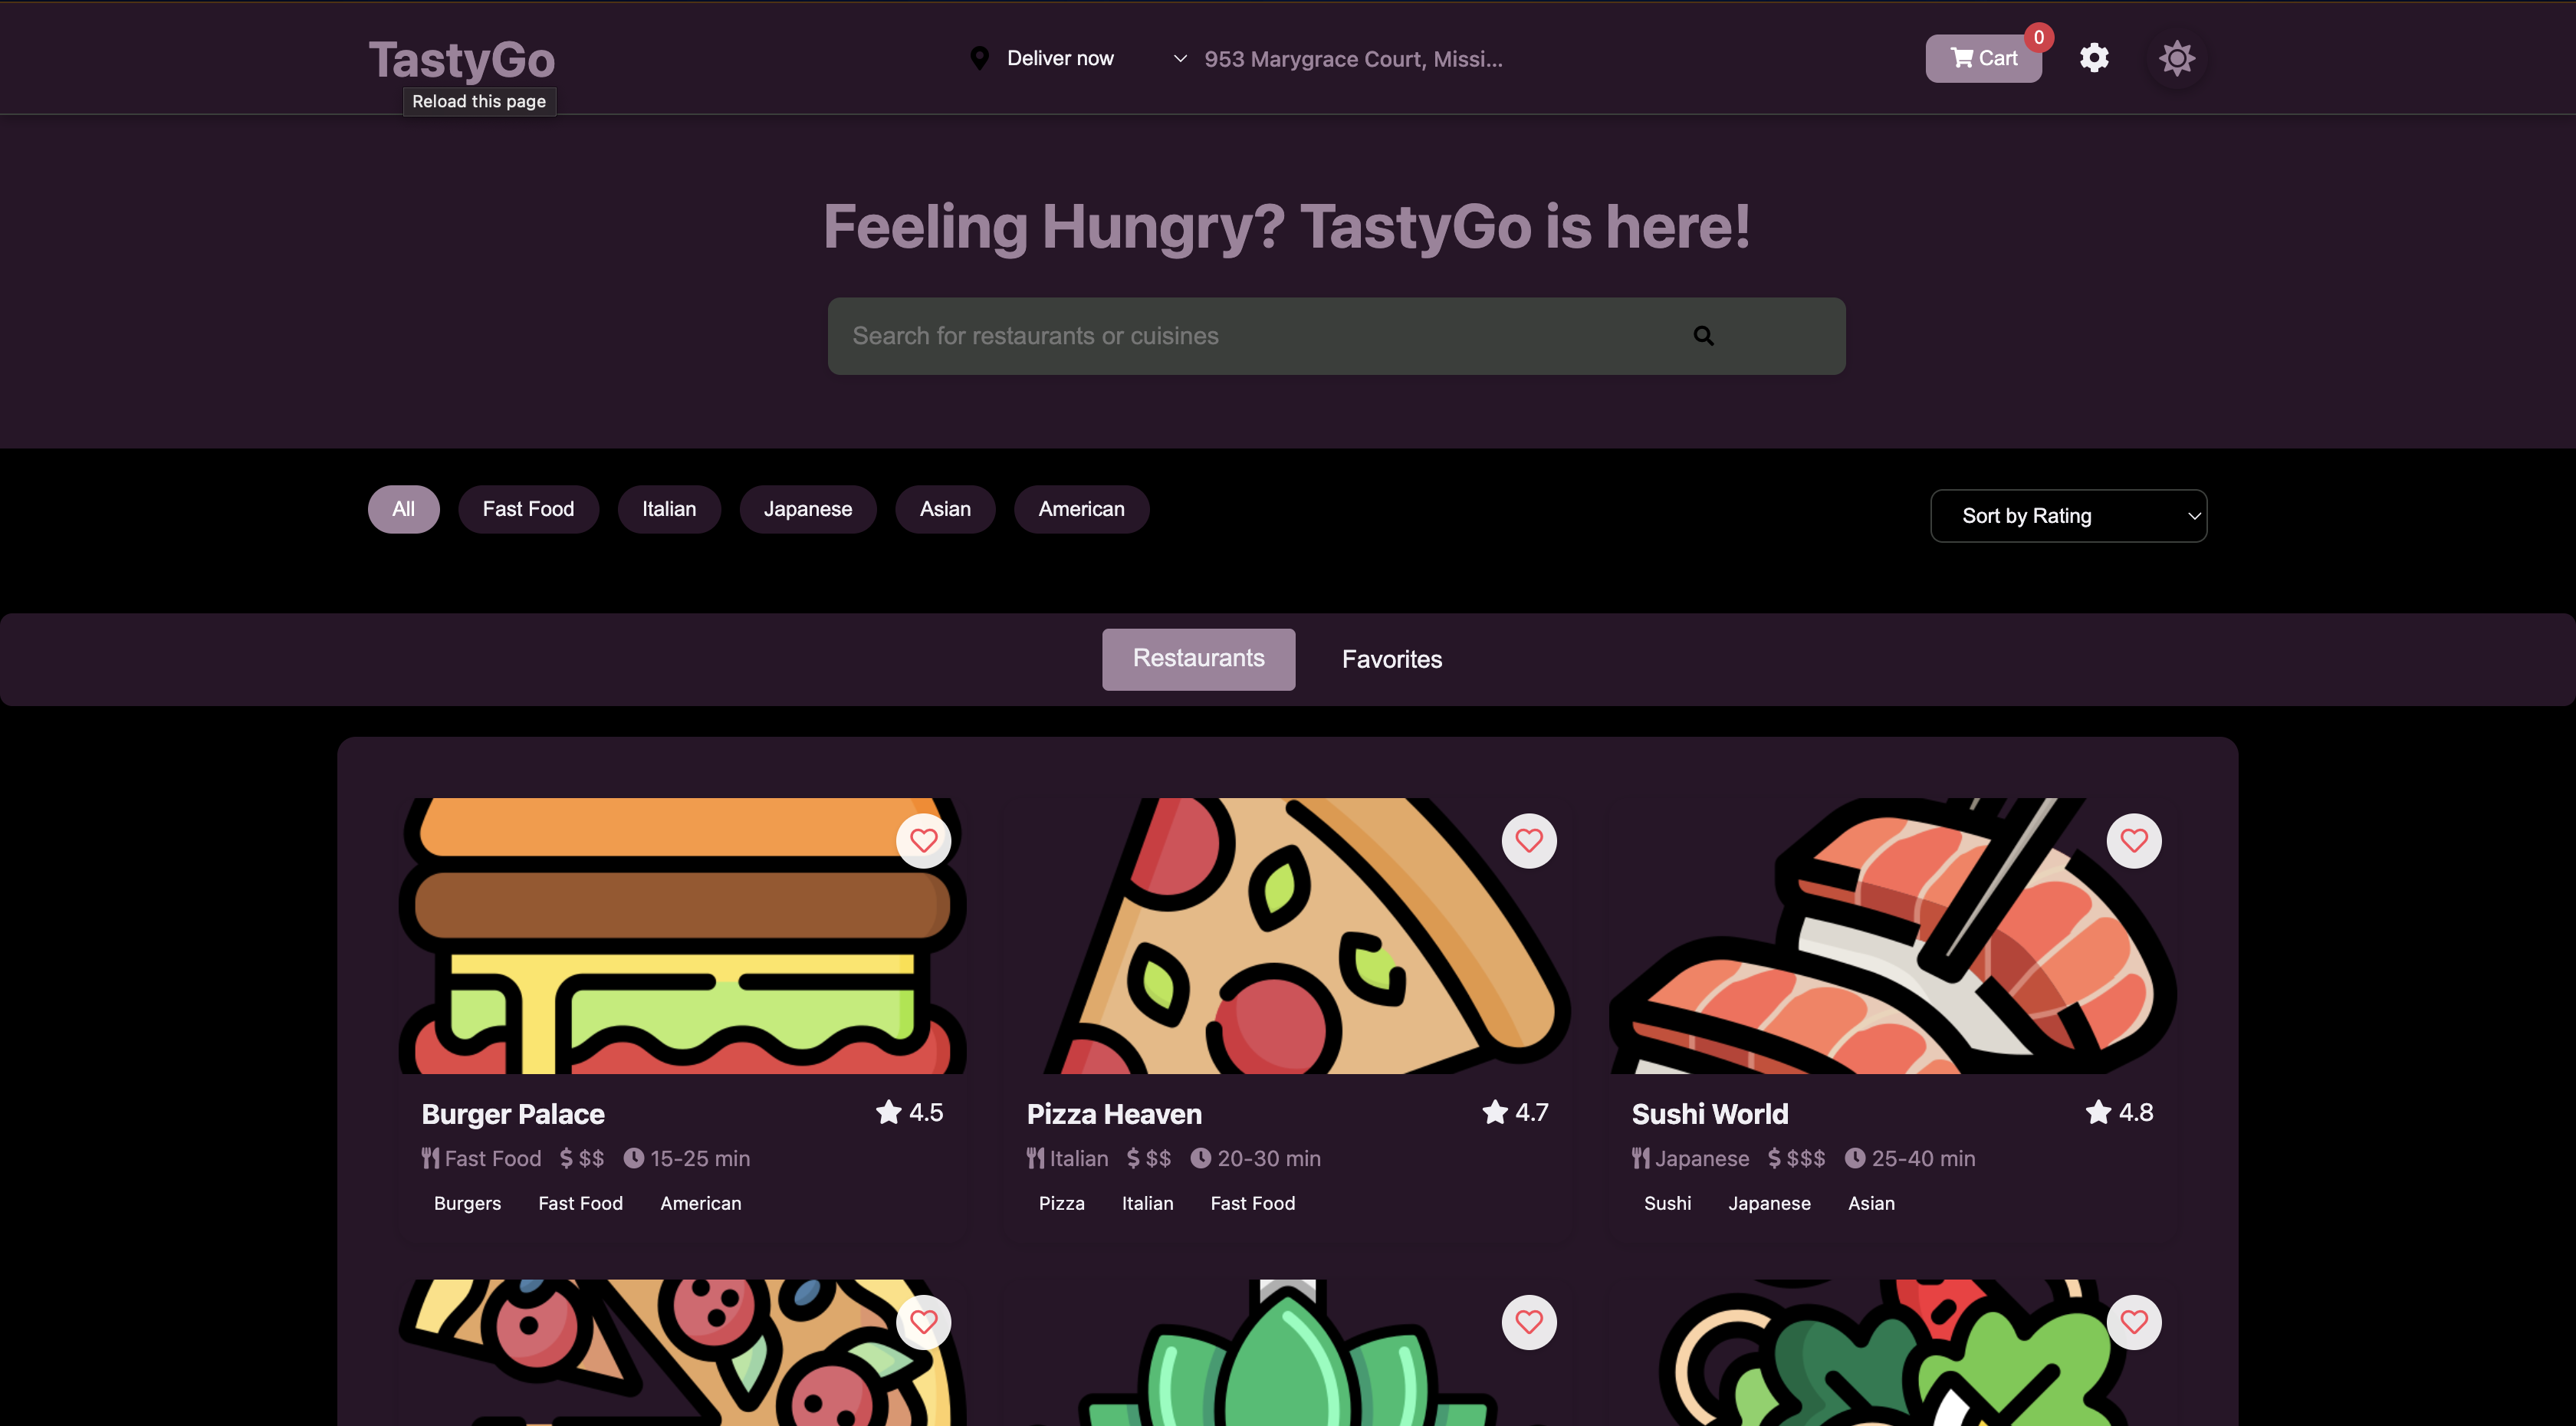 TastyGo
Deliver now
953 Marygrace Court, Missi...
Cart
0
Reload this page
Feeling Hungry? TastyGo is here!
Search for restaurants or cuisines
All
Fast Food
Italian
Japanese
Asian
American
Sort by Rating
Restaurants
Favorites
Burger Palace
4.5
Fast Food $ $$ 15-25 min
Burgers Fast Food American
Pizza Heaven
4.7
Italian $ $$ 20-30 min
Pizza Italian Fast Food
Sushi World
4.8
Japanese $ $$$ 25-40 min
Sushi Japanese Asian